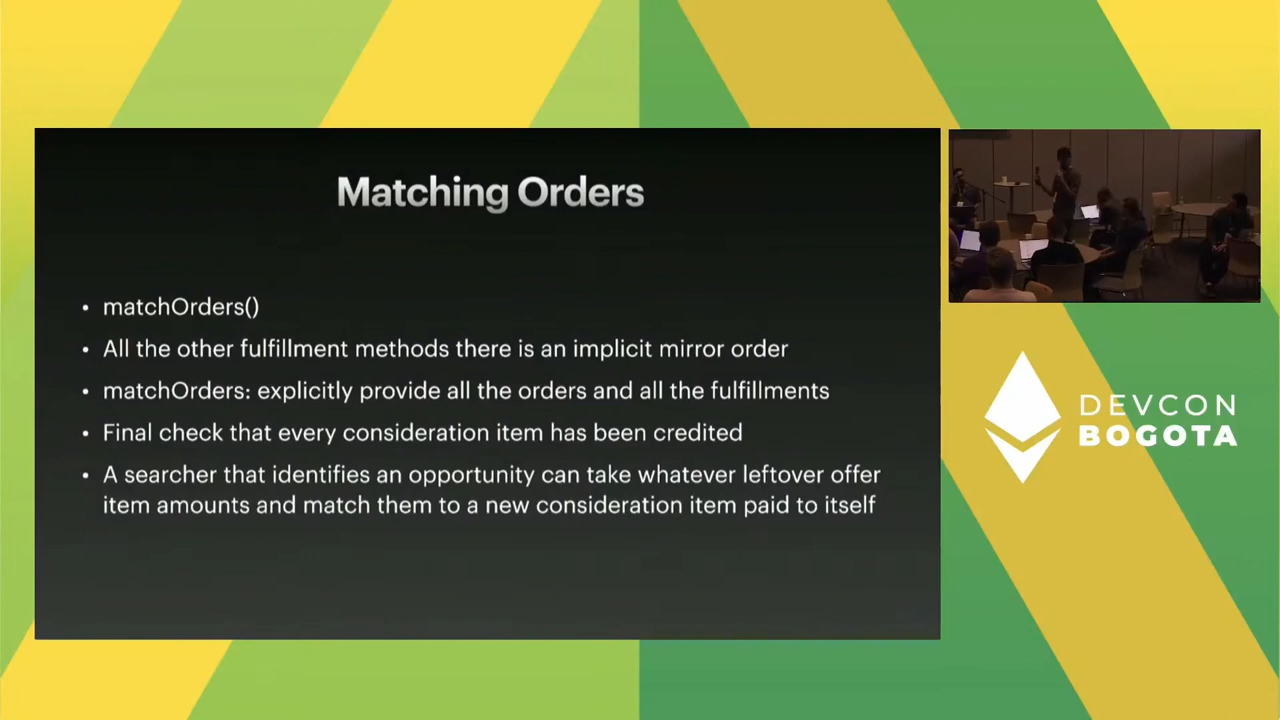 Matching Orders
• matchOrders()
• All the other fulfillment methods there is an implicit mirror order
• matchOrders: explicitly provide all the orders and all the fulfillments
• Final check that every consideration item has been credited
• A searcher that identifies an opportunity can take whatever leftover offer
item amounts and match them to a new consideration item paid to itself
DEVCON
BOGOTA